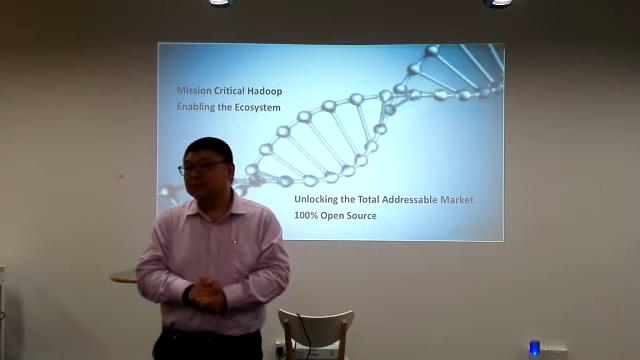 Mission Critical Hadoop
Enabling the Ecosystem
Unlocking the Total Addressable Market
100% Open Source